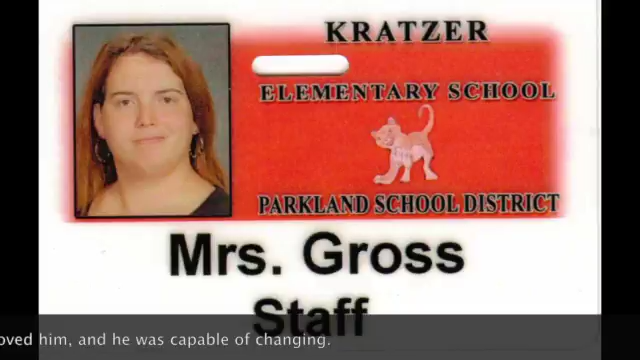 KRATZER
ELEMENTARY SCHOOL
PARKLAND SCHOOL DISTRICT
Mrs. Gross
Staff
him, and he was capable of changing.